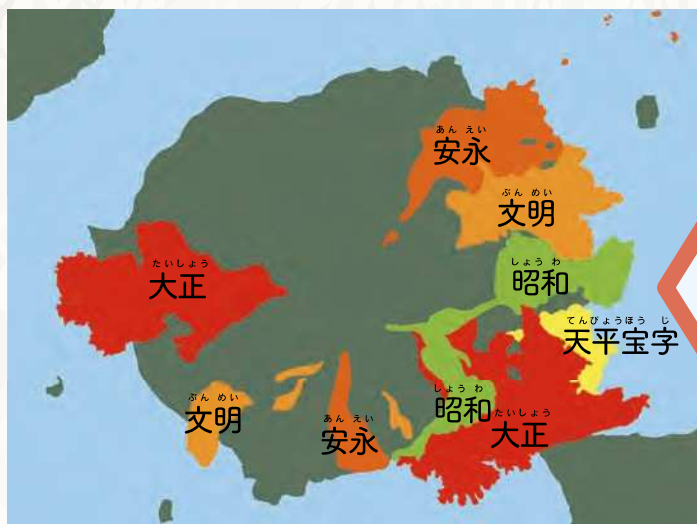 あん えい
安永
ぶん めい
文明
しょう わ
昭和
たいしょう
大正
てんぴょうほう じ
天平宝字
しょう わ
昭和
ぶん めい
文明
あん えい
安永
たいしょう
大正